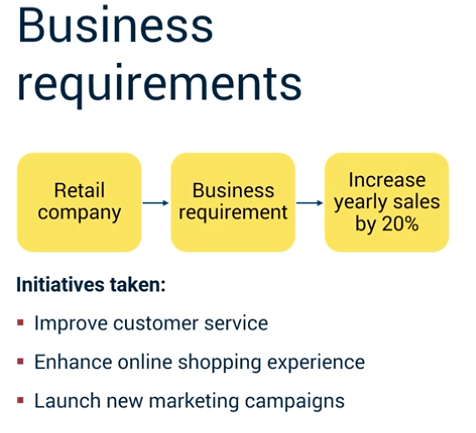 Business
requirements
Retail
company
Business
requirement
Increase
yearly sales
by 20%
Initiatives taken:
▪ Improve customer service
▪ Enhance online shopping experience
▪ Launch new marketing campaigns